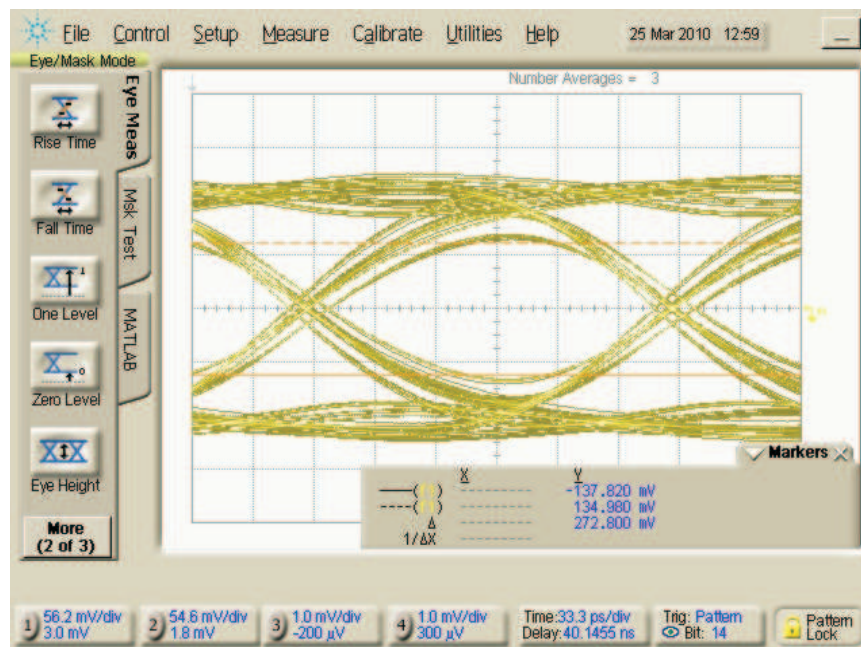 File Control Setup Measure Calibrate Utilities Help 25 Mar 2010 12:59
Eye/Mask Mode
Number Averages = 3
Rise Time
Fall Time
One Level
Zero Level
Eye Height
More
(2 of 3)
Eye Meas
Msk Test
MATLAB
Markers
X Y
(f1) -137.820 mV
(f1) 134.980 mV
Δ 272.800 mV
1/ΔX
1 56.2 mV/div
3.0 mV
2 54.6 mV/div
1.8 mV
3 1.0 mV/div
-200 µV
4 1.0 mV/div
300 µV
Time:33.3 ps/div
Delay:40.1455 ns
Trig: Pattern
Bit: 14
Pattern
Lock